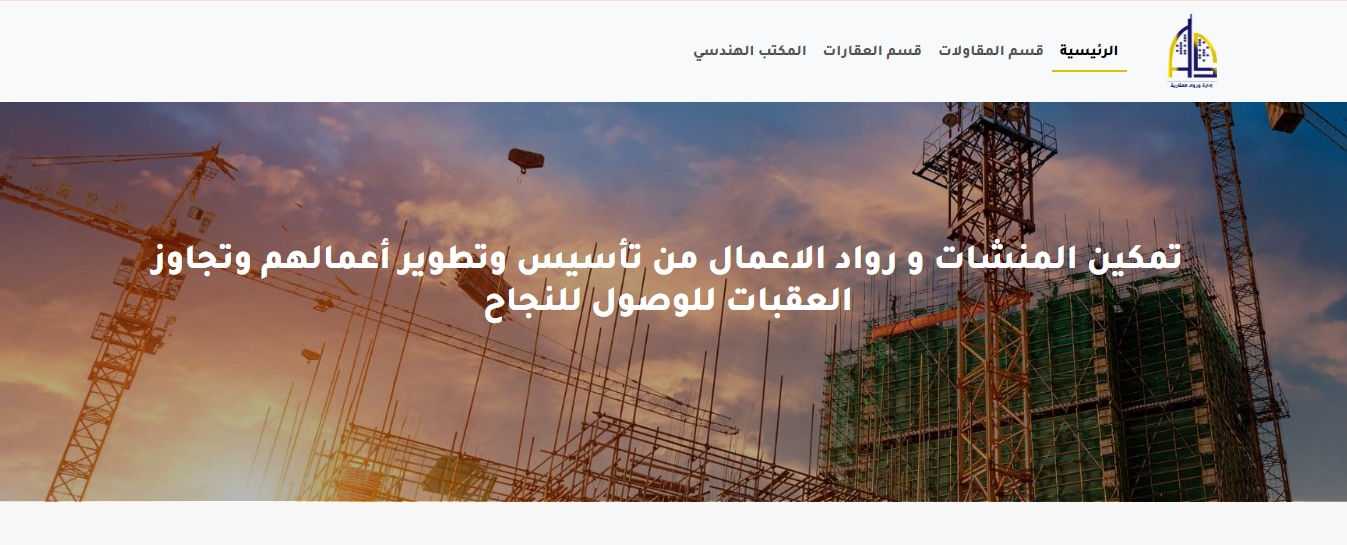 إدارة ورواد العقارية
الرئيسية
قسم المقاولات
قسم العقارات
المكتب الهندسي
تمكين المنشات و رواد الاعمال من تأسيس وتطوير أعمالهم وتجاوز
العقبات للوصول للنجاح